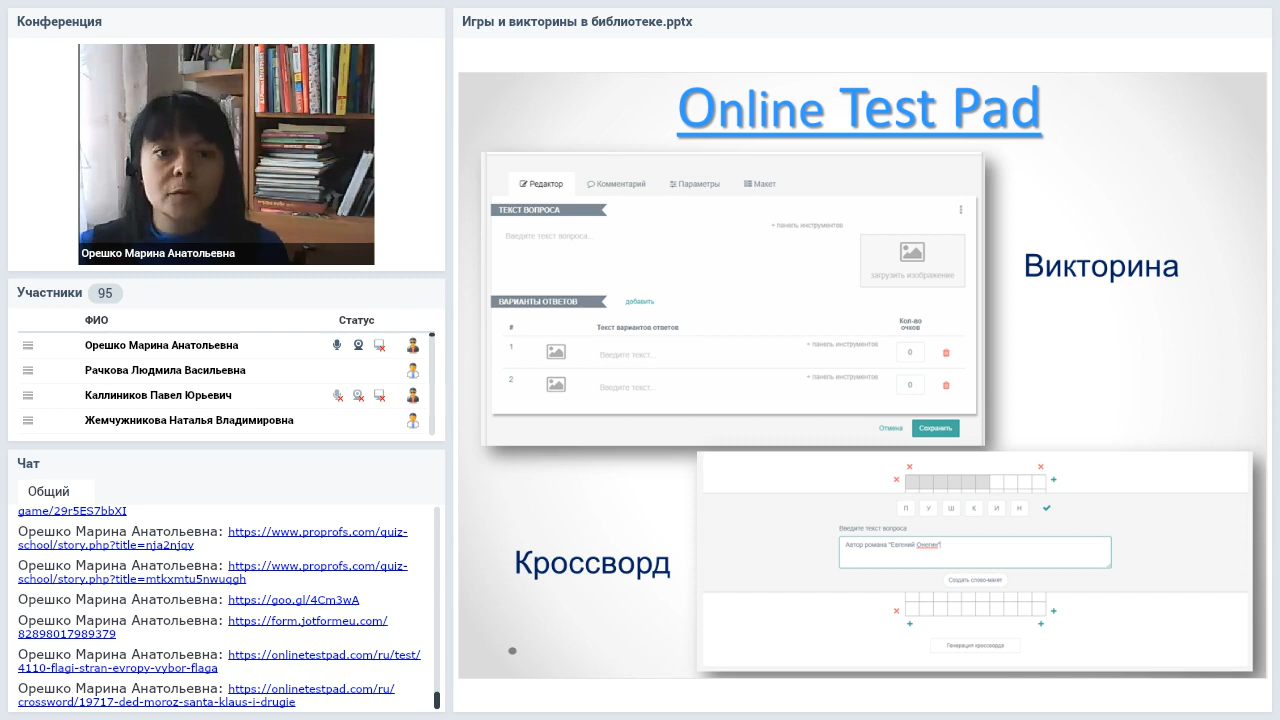 Конференция
Орешко Марина Анатольевна
Участники 95
ФИО Статус
Орешко Марина Анатольевна
Рачкова Людмила Васильевна
Каллиников Павел Юрьевич
Жемчужникова Наталья Владимировна
Чат
Общий
game/29r5ES7bbXI
Орешко Марина Анатольевна: https://www.proprofs.com/quiz-
school/story.php?title=nja2njqy
Орешко Марина Анатольевна: https://www.proprofs.com/quiz-
school/story.php?title=mtkxmtu5nwuqgh
Орешко Марина Анатольевна: https://goo.gl/4Cm3wA
Орешко Марина Анатольевна: https://form.jotformeu.com/
82898017989379
Орешко Марина Анатольевна: https://onlinetestpad.com/ru/test/
4110-flagi-stran-evropy-vybor-flaga
Орешко Марина Анатольевна: https://onlinetestpad.com/ru/
crossword/19717-ded-moroz-santa-klaus-i-drugie
Игры и викторины в библиотеке.pptx
Online Test Pad
Редактор Комментарий Параметры Макет
ТЕКСТ ВОПРОСА
+ панель инструментов
Введите текст вопроса...
загрузить изображение
ВАРИАНТЫ ОТВЕТОВ добавить
# Текст вариантов ответов Кол-во
очков
1 Введите текст... + панель инструментов 0
2 Введите текст... + панель инструментов 0
Отмена Сохранить
Викторина
Кроссворд
П У Ш К И Н
Введите текст вопроса
Автор романа "Евгений Онегин"
Создать слово-макет
Генерация кроссворда